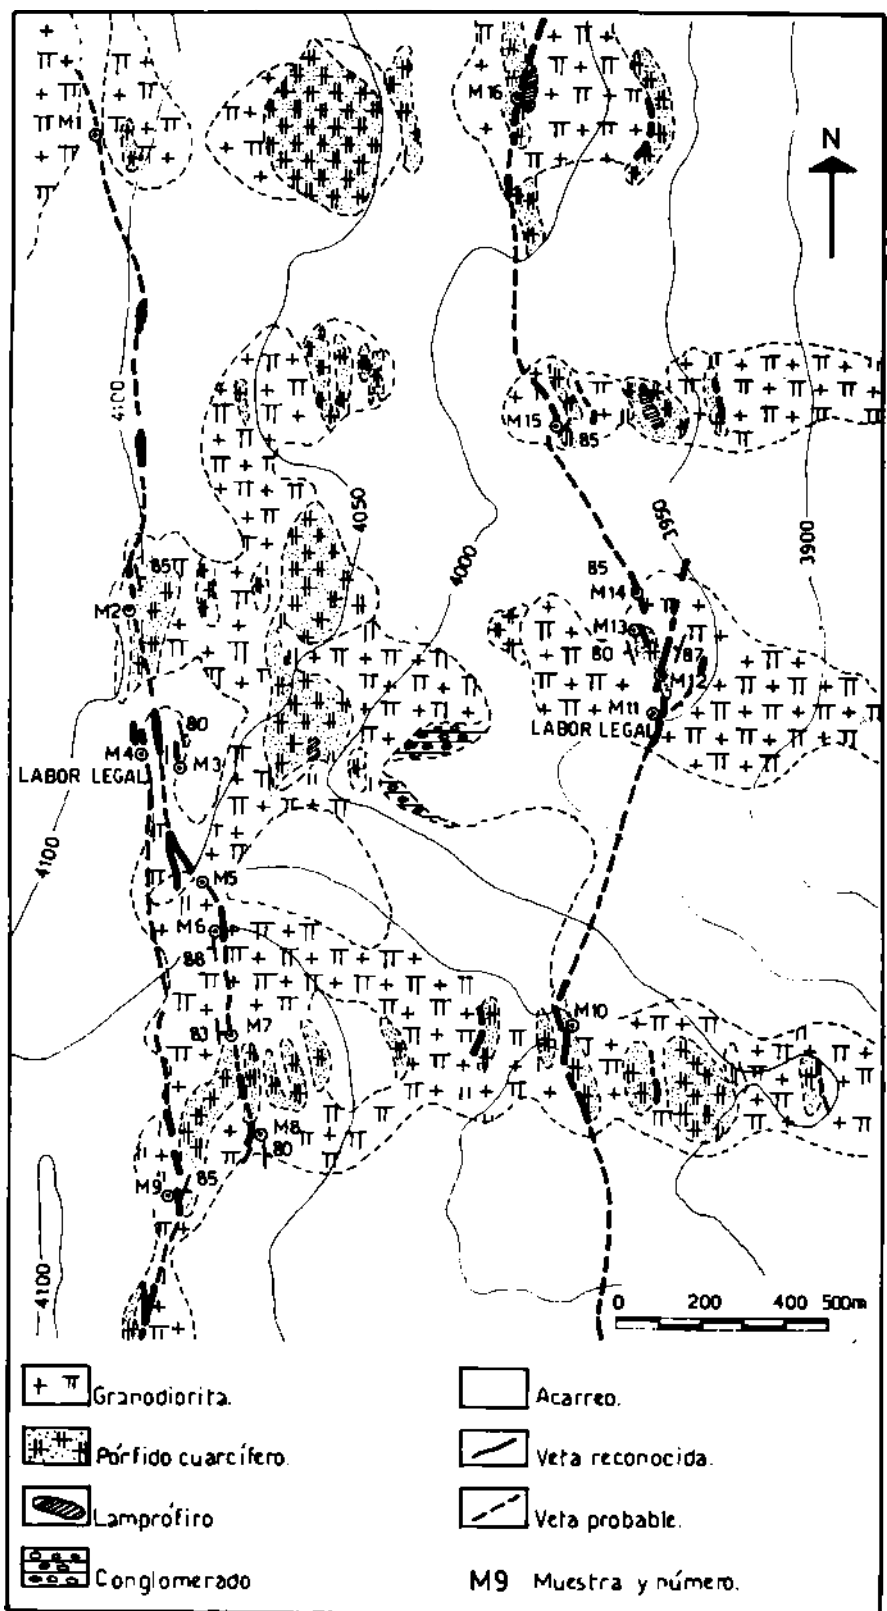 M16
M1
N
4100
M15
85
4050
3950
4000
3900
85
85
M14
M2
M13
80
87
M12
M11
LABOR LEGAL
80
M4
M3
LABOR LEGAL
4100
M5
M6
88
M10
83
M7
M8
80
M9
85
4100
0 200 400 500m
Granodiorita.
Acarreo.
Pórfido cuarcífero.
Veta reconocida.
Lamprófiro
Veta probable.
Conglomerado
M9 Muestra y número.